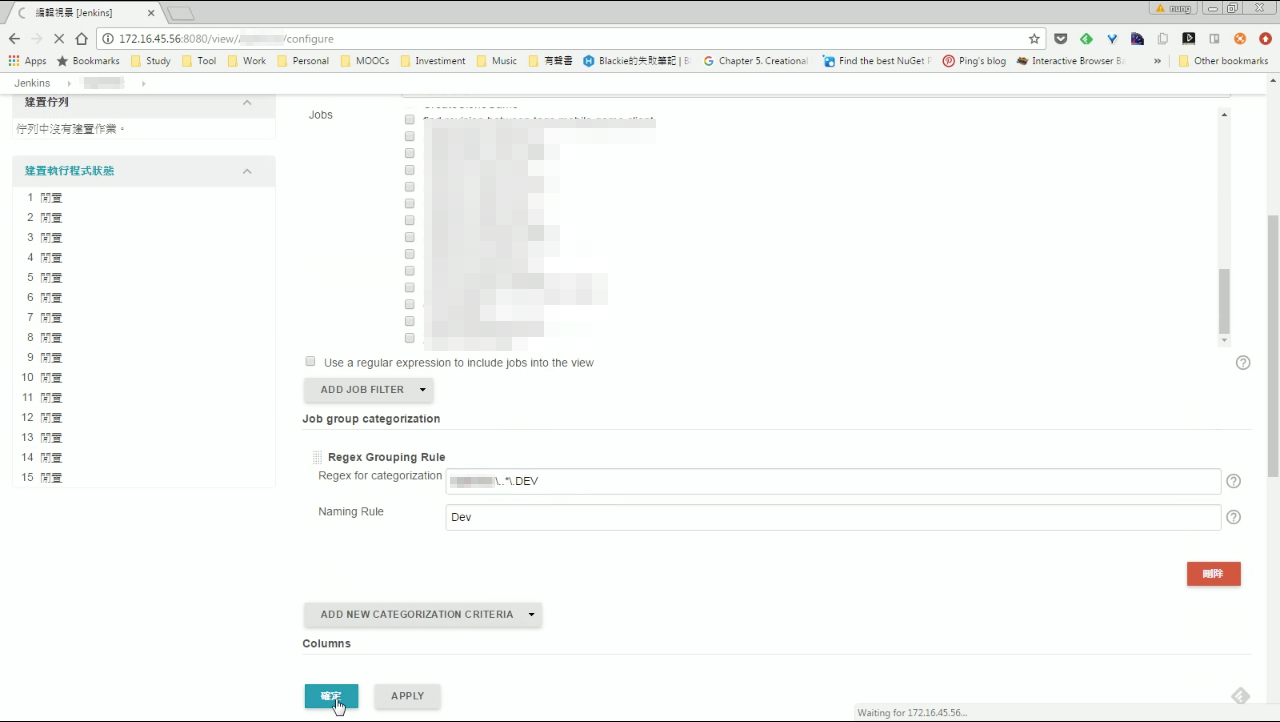 編輯視景 [Jenkins]
nung
172.16.45.56:8080/view/
/configure
Apps Bookmarks Study Tool Work Personal MOOCs Investiment Music 有聲書 Blackie的失敗筆記 | B Chapter 5. Creational Find the best NuGet P Ping's blog Interactive Browser Ba » Other bookmarks
Jenkins
建置佇列
佇列中沒有建置作業。
建置執行程式狀態
1 閒置
2 閒置
3 閒置
4 閒置
5 閒置
6 閒置
7 閒置
8 閒置
9 閒置
10 閒置
11 閒置
12 閒置
13 閒置
14 閒置
15 閒置
Jobs
Use a regular expression to include jobs into the view
ADD JOB FILTER
Job group categorization
Regex Grouping Rule
Regex for categorization
\..*\.DEV
Naming Rule
Dev
刪除
ADD NEW CATEGORIZATION CRITERIA
Columns
確定
APPLY
Waiting for 172.16.45.56...